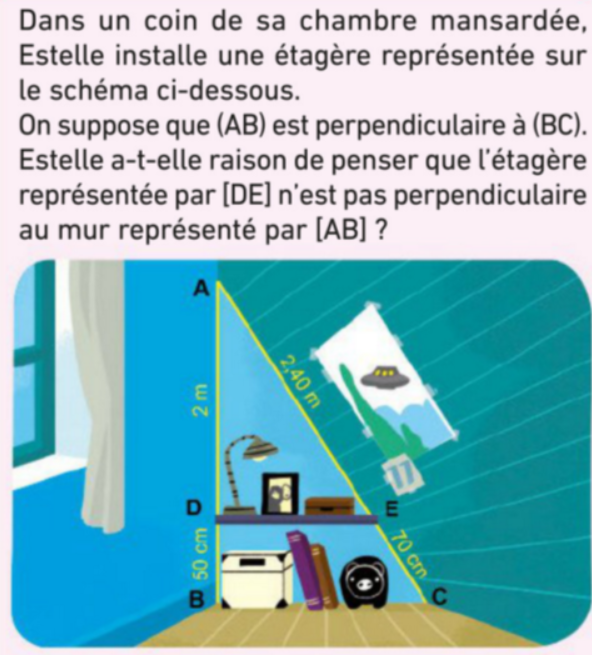 Dans un coin de sa chambre mansardée,
Estelle installe une étagère représentée sur
le schéma ci-dessous.
On suppose que (AB) est perpendiculaire à (BC).
Estelle a-t-elle raison de penser que l'étagère
représentée par [DE] n'est pas perpendiculaire
au mur représenté par [AB] ?
A
2,40 m
2 m
D
E
50 cm
70 cm
B
C